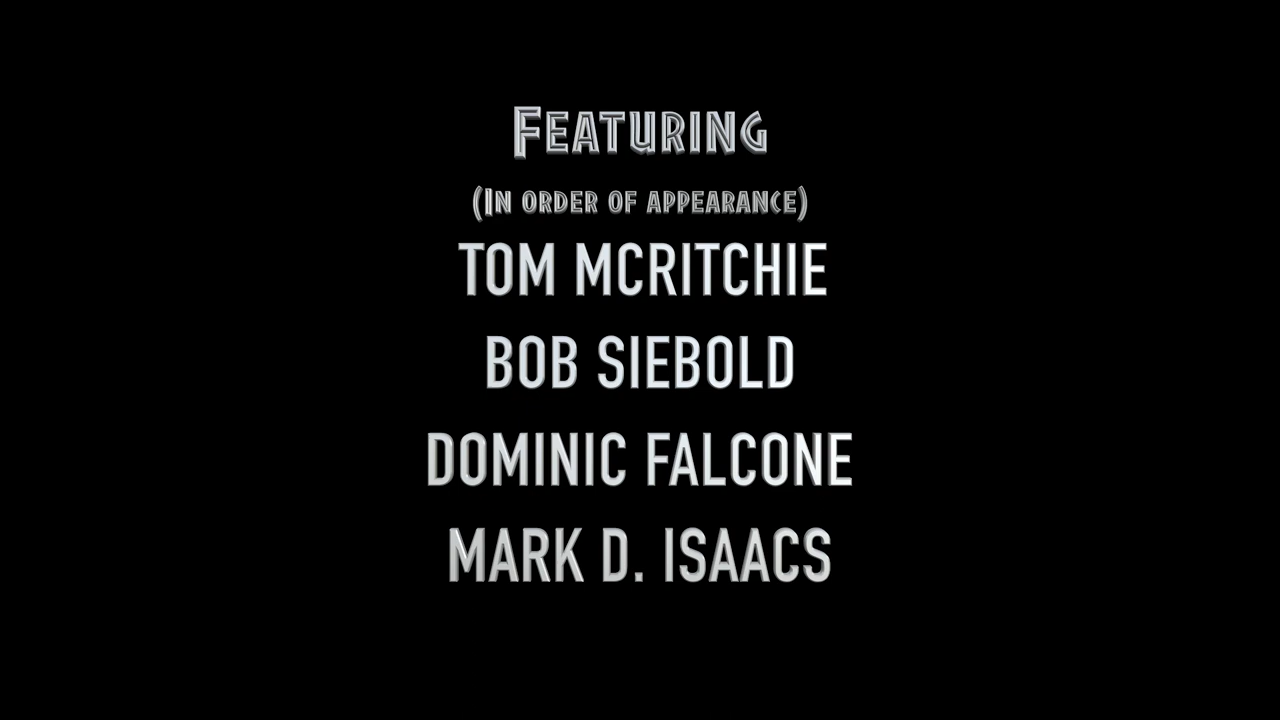 Featuring
(In order of appearance)
TOM MCRITCHIE
BOB SIEBOLD
DOMINIC FALCONE
MARK D. ISAACS